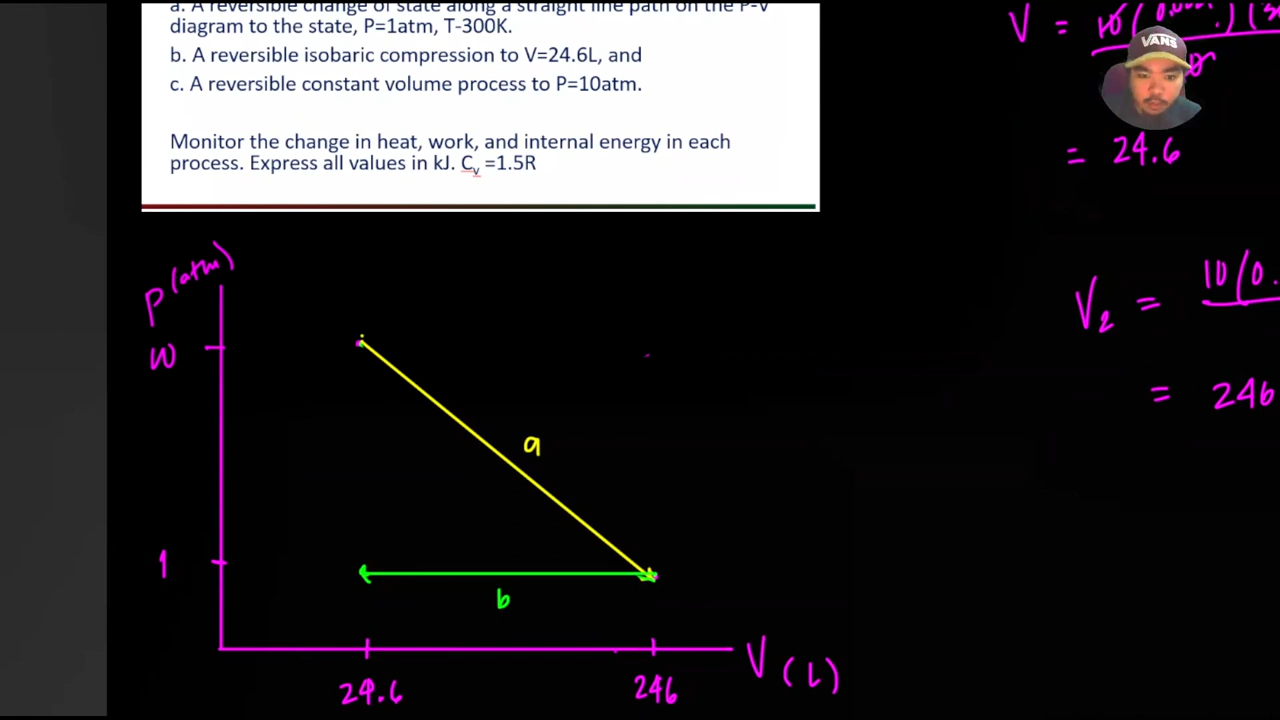 a. A reversible change of state along a straight line path on the P-V
diagram to the state, P=1atm, T-300K.
b. A reversible isobaric compression to V=24.6L, and
c. A reversible constant volume process to P=10atm.
Monitor the change in heat, work, and internal energy in each
process. Express all values in kJ. Cv =1.5R
V =
VANS
= 24.6
V2 = 10(0.
= 246
P(atm)
10
a
1
b
24.6
246
V(L)